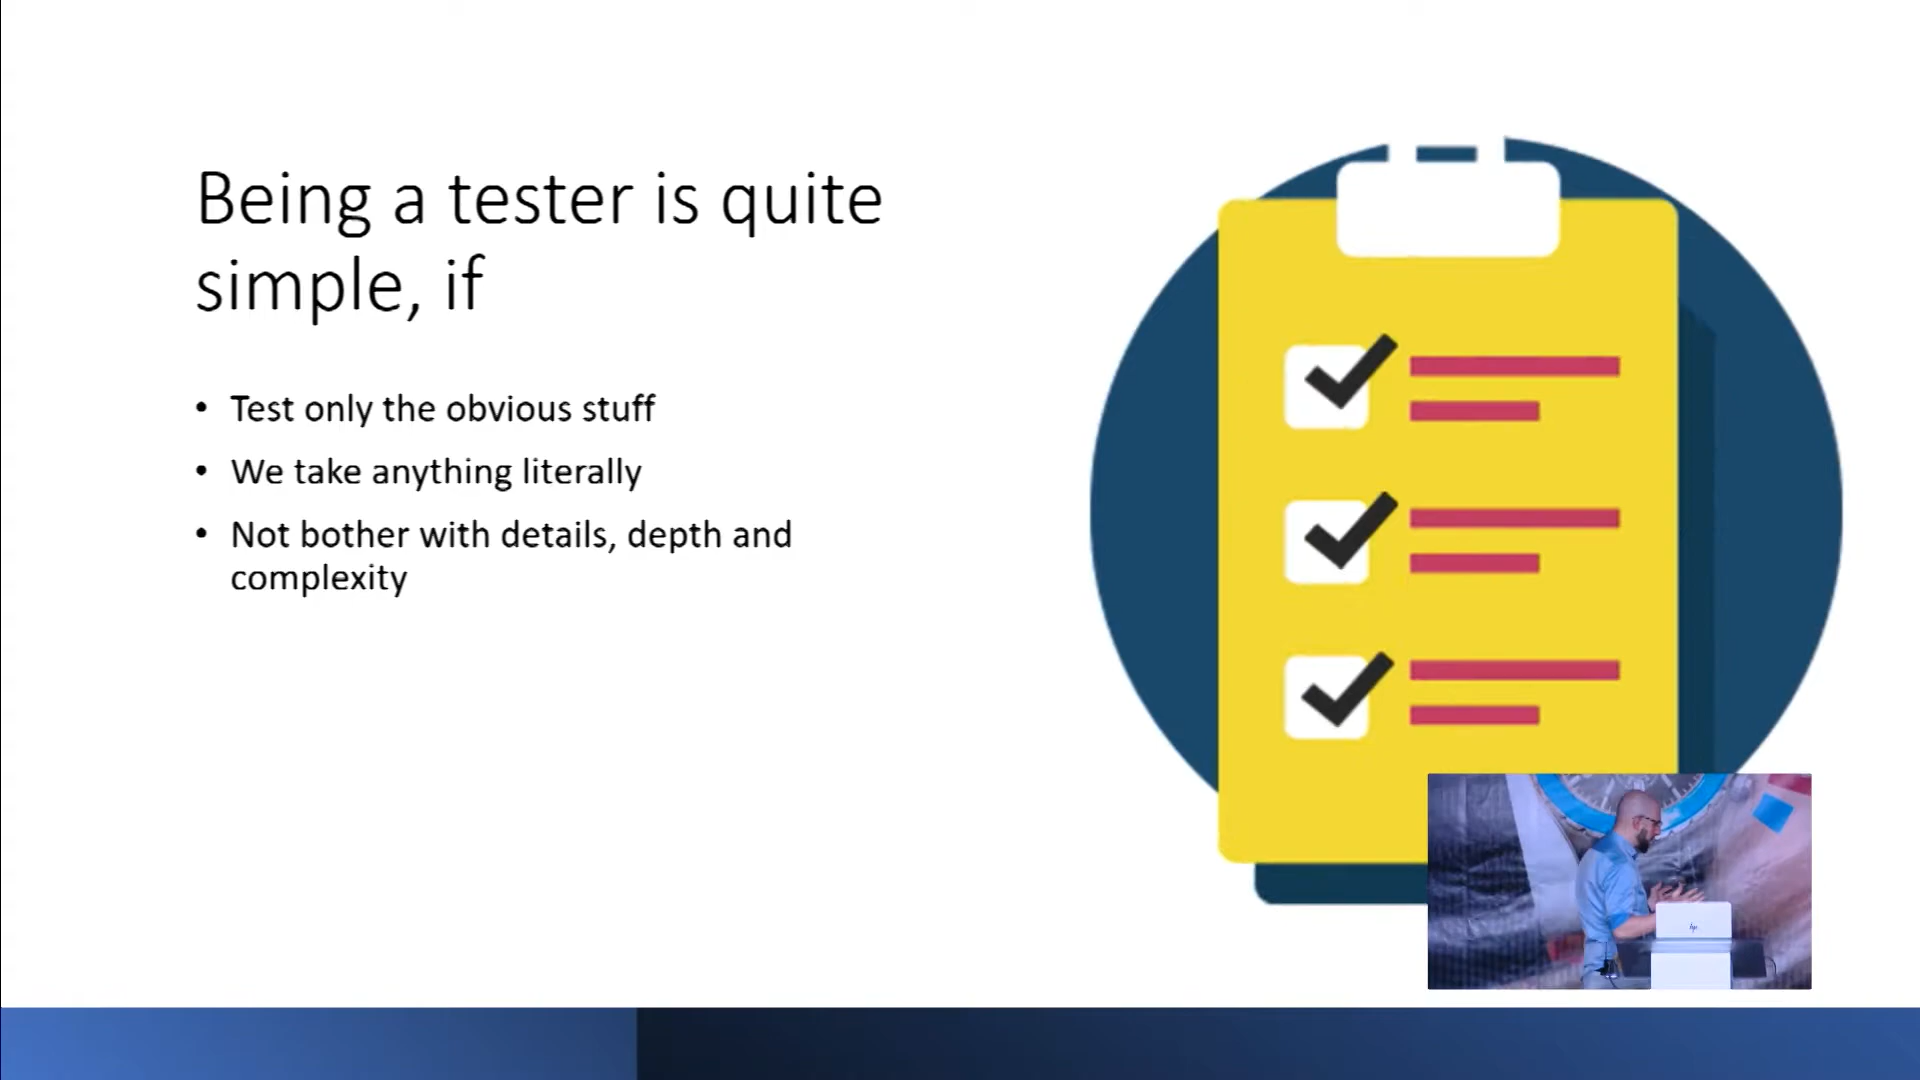 Being a tester is quite
simple, if
• Test only the obvious stuff
• We take anything literally
• Not bother with details, depth and
complexity
hp